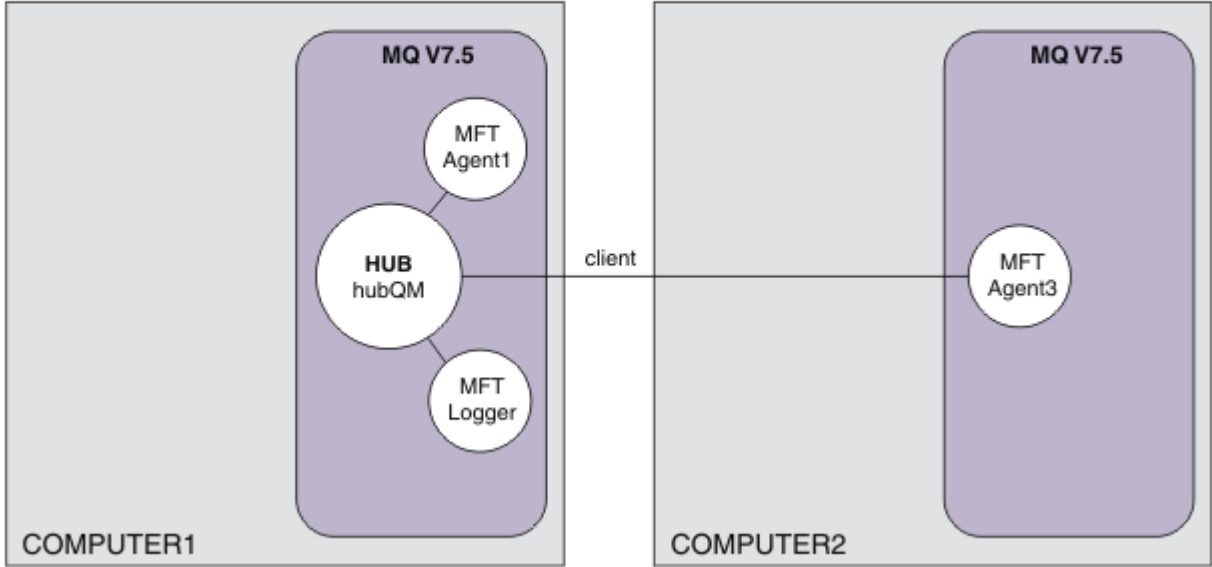 MQ V7.5
MFT
Agent1
HUB
hubQM
MFT
Logger
COMPUTER1
client
MQ V7.5
MFT
Agent3
COMPUTER2